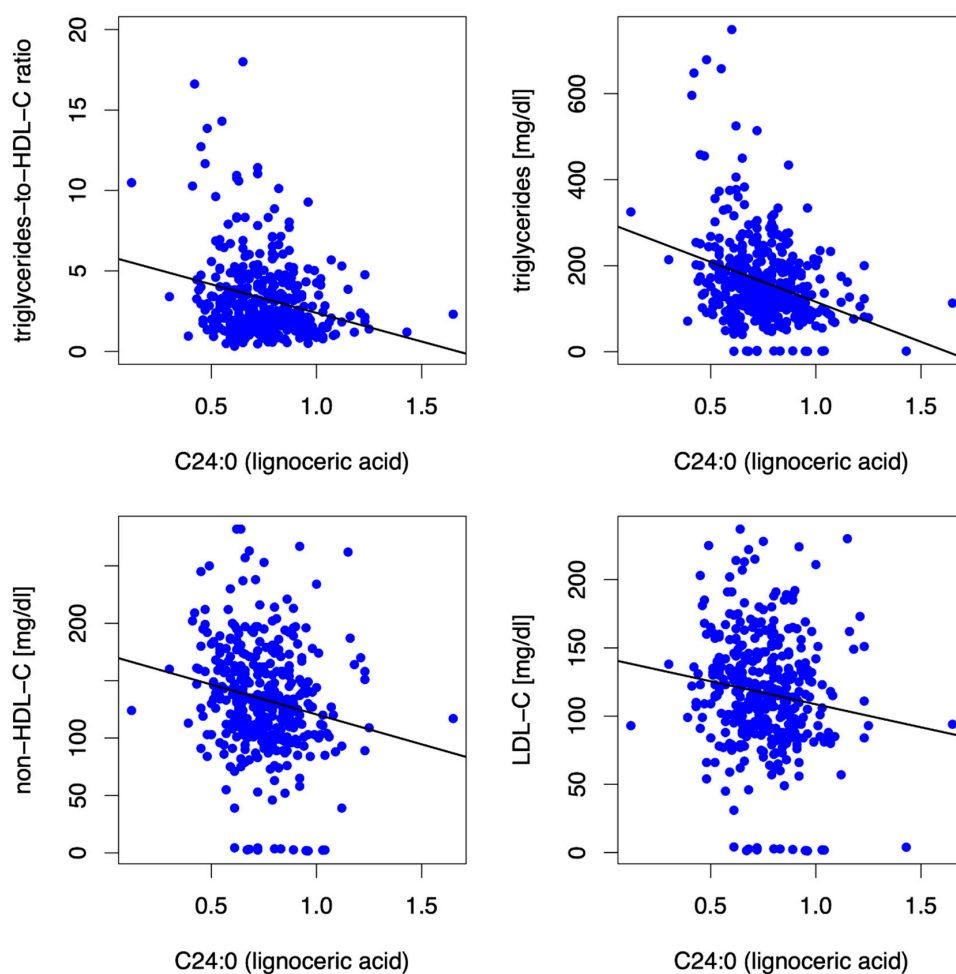 triglycerides−to−HDL−C ratio
0 5 10 15 20
0.5 1.0 1.5
C24:0 (lignoceric acid)
triglycerides [mg/dl]
0 200 400 600
0.5 1.0 1.5
C24:0 (lignoceric acid)
non−HDL−C [mg/dl]
0 50 100 200
0.5 1.0 1.5
C24:0 (lignoceric acid)
LDL−C [mg/dl]
0 50 100 150 200
0.5 1.0 1.5
C24:0 (lignoceric acid)